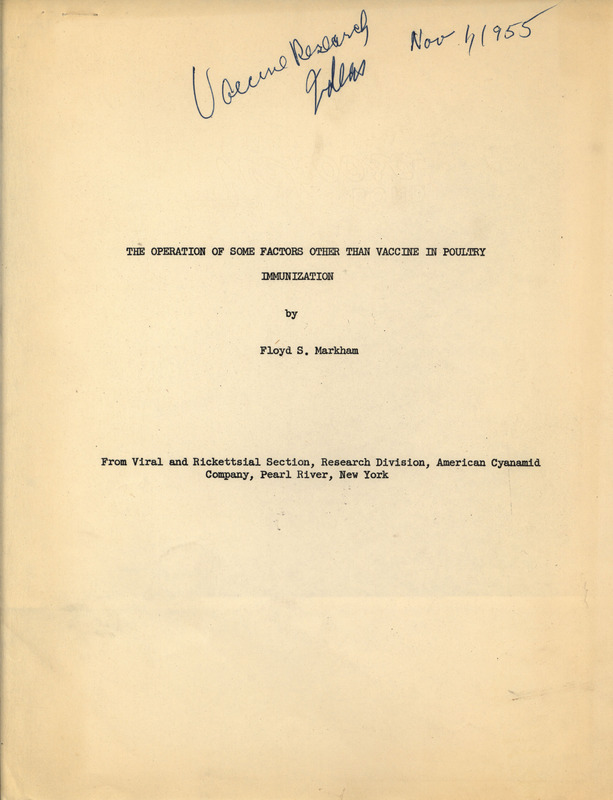 Vaccine Research
Ideas
Nov 1, 1955
THE OPERATION OF SOME FACTORS OTHER THAN VACCINE IN POULTRY
IMMUNIZATION
by
Floyd S. Markham
From Viral and Rickettsial Section, Research Division, American Cyanamid
Company, Pearl River, New York